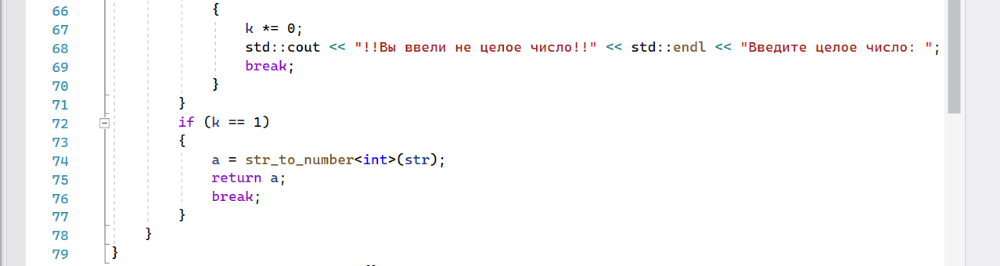 66 {
67 k *= 0;
68 std::cout << "!!Вы ввели не целое число!!" << std::endl << "Введите целое число: ";
69 break;
70 }
71 }
72 if (k == 1)
73 {
74 a = str_to_number<int>(str);
75 return a;
76 break;
77 }
78 }
79 }